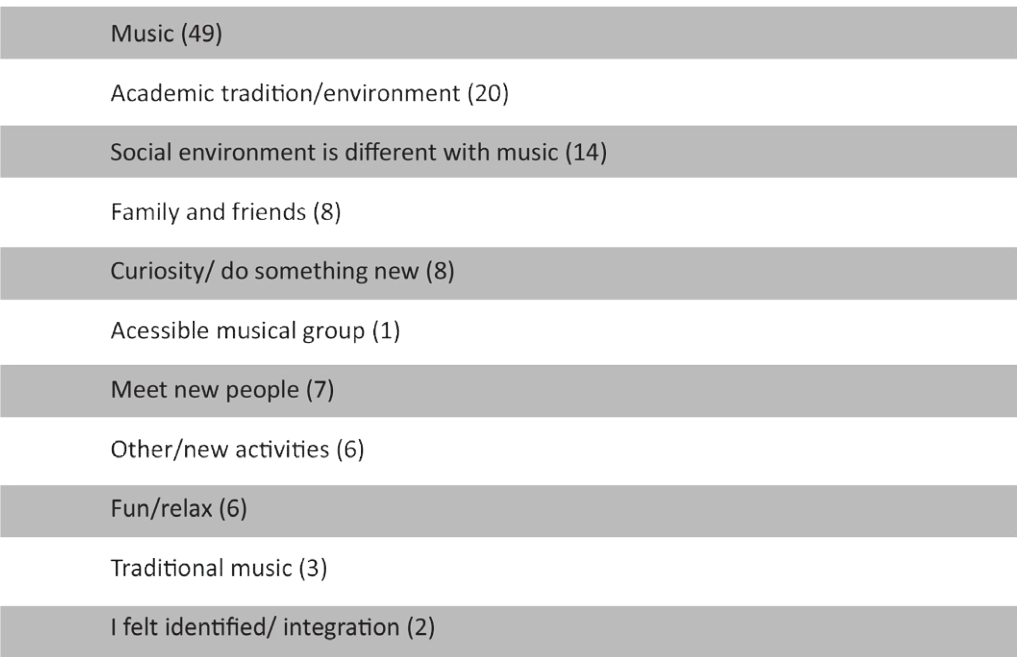 Music (49)
Academic tradition/environment (20)
Social environment is different with music (14)
Family and friends (8)
Curiosity/ do something new (8)
Acessible musical group (1)
Meet new people (7)
Other/new activities (6)
Fun/relax (6)
Traditional music (3)
I felt identified/ integration (2)